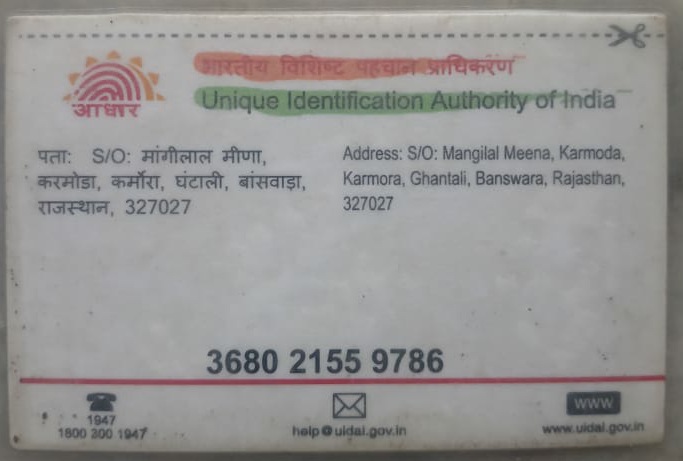 भारतीय विशिष्ट पहचान प्राधिकरण
Unique Identification Authority of India
आधार
पता: S/O: मांगीलाल मीणा,
करमोडा, कर्मोरा, घंटाली, बांसवाड़ा,
राजस्थान, 327027
Address: S/O: Mangilal Meena, Karmoda,
Karmora, Ghantali, Banswara, Rajasthan,
327027
3680 2155 9786
1947
1800 300 1947
help@uidai.gov.in
WWW
www.uidai.gov.in